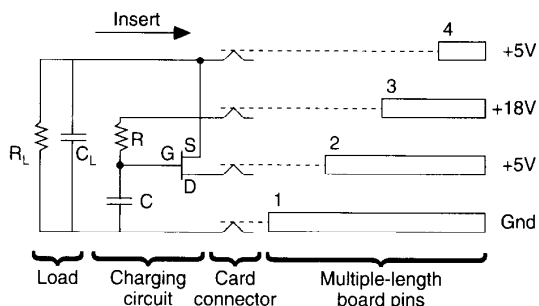 Insert
4
+5V
3
+18V
R
S
G
2
+5V
R_L
C_L
D
C
1
Gnd
Load
Charging circuit
Card connector
Multiple-length board pins